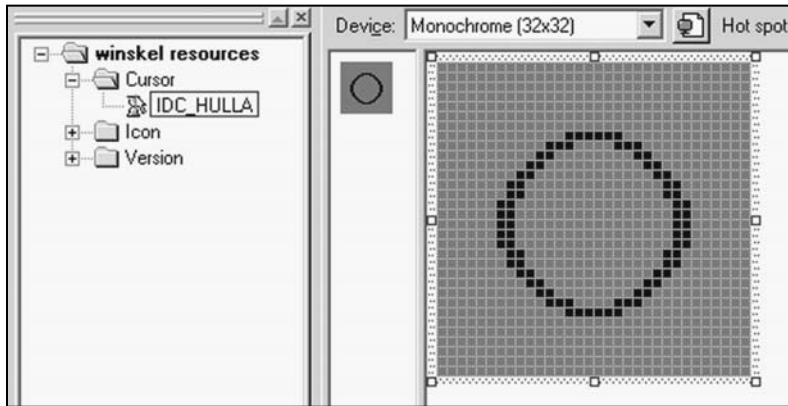 winskel resources
Cursor
IDC_HULLA
Icon
Version
Device: Monochrome (32x32) Hot spot